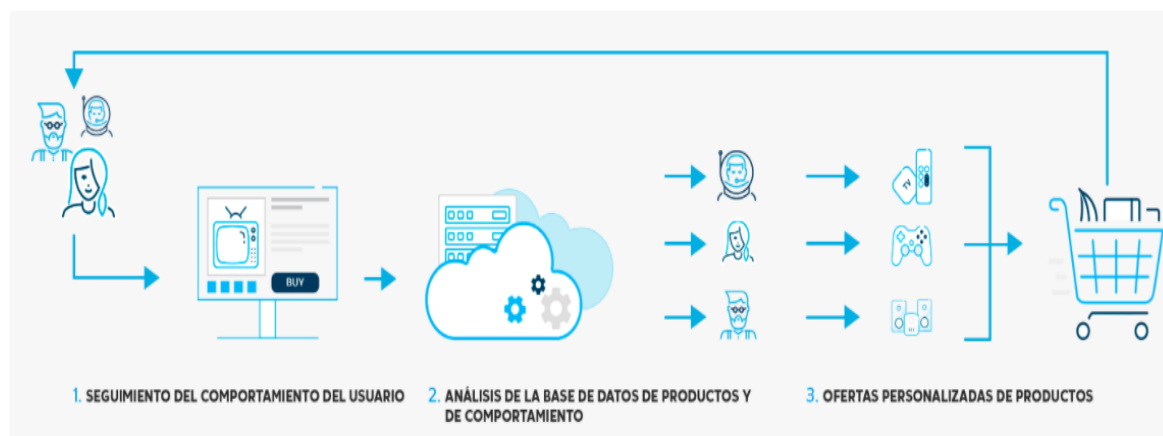 TV
BUY
1. SEGUIMIENTO DEL COMPORTAMIENTO DEL USUARIO
2. ANÁLISIS DE LA BASE DE DATOS DE PRODUCTOS Y
DE COMPORTAMIENTO
3. OFERTAS PERSONALIZADAS DE PRODUCTOS